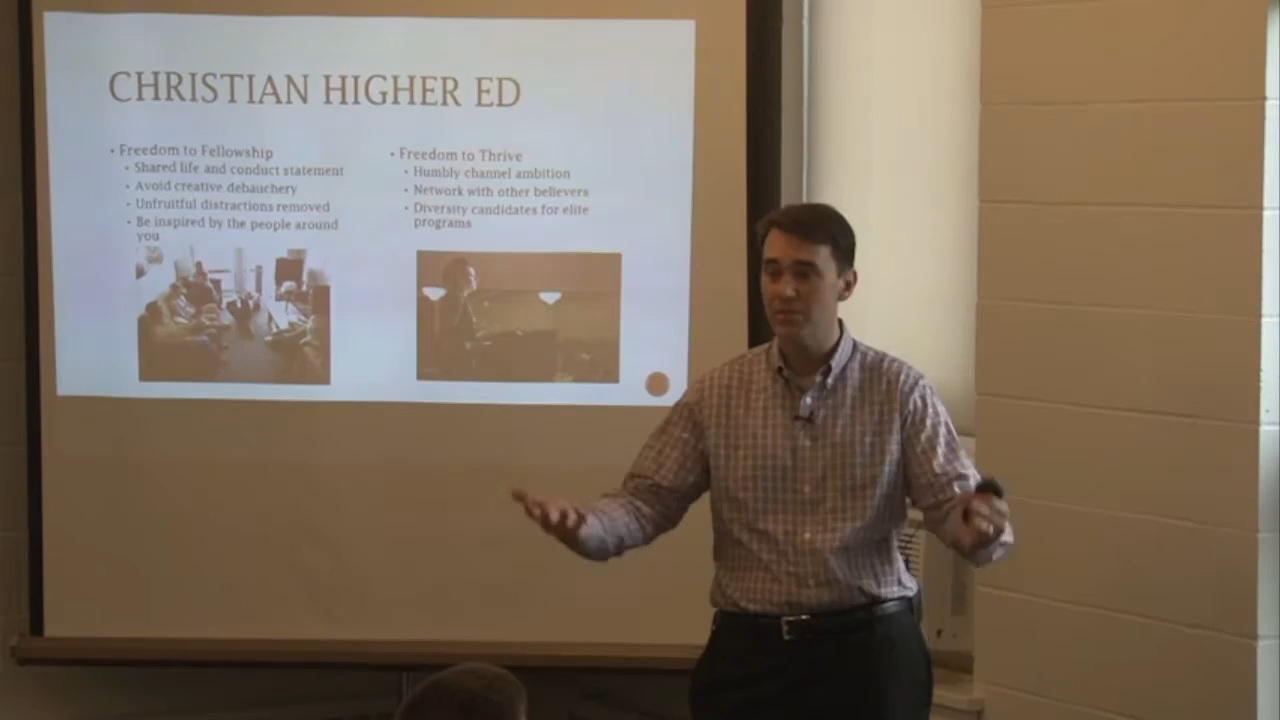 CHRISTIAN HIGHER ED
• Freedom to Fellowship
• Shared life and conduct statement
• Avoid creative debauchery
• Unfruitful distractions removed
• Be inspired by the people around
you
• Freedom to Thrive
• Humbly channel ambition
• Network with other believers
• Diversity candidates for elite
programs